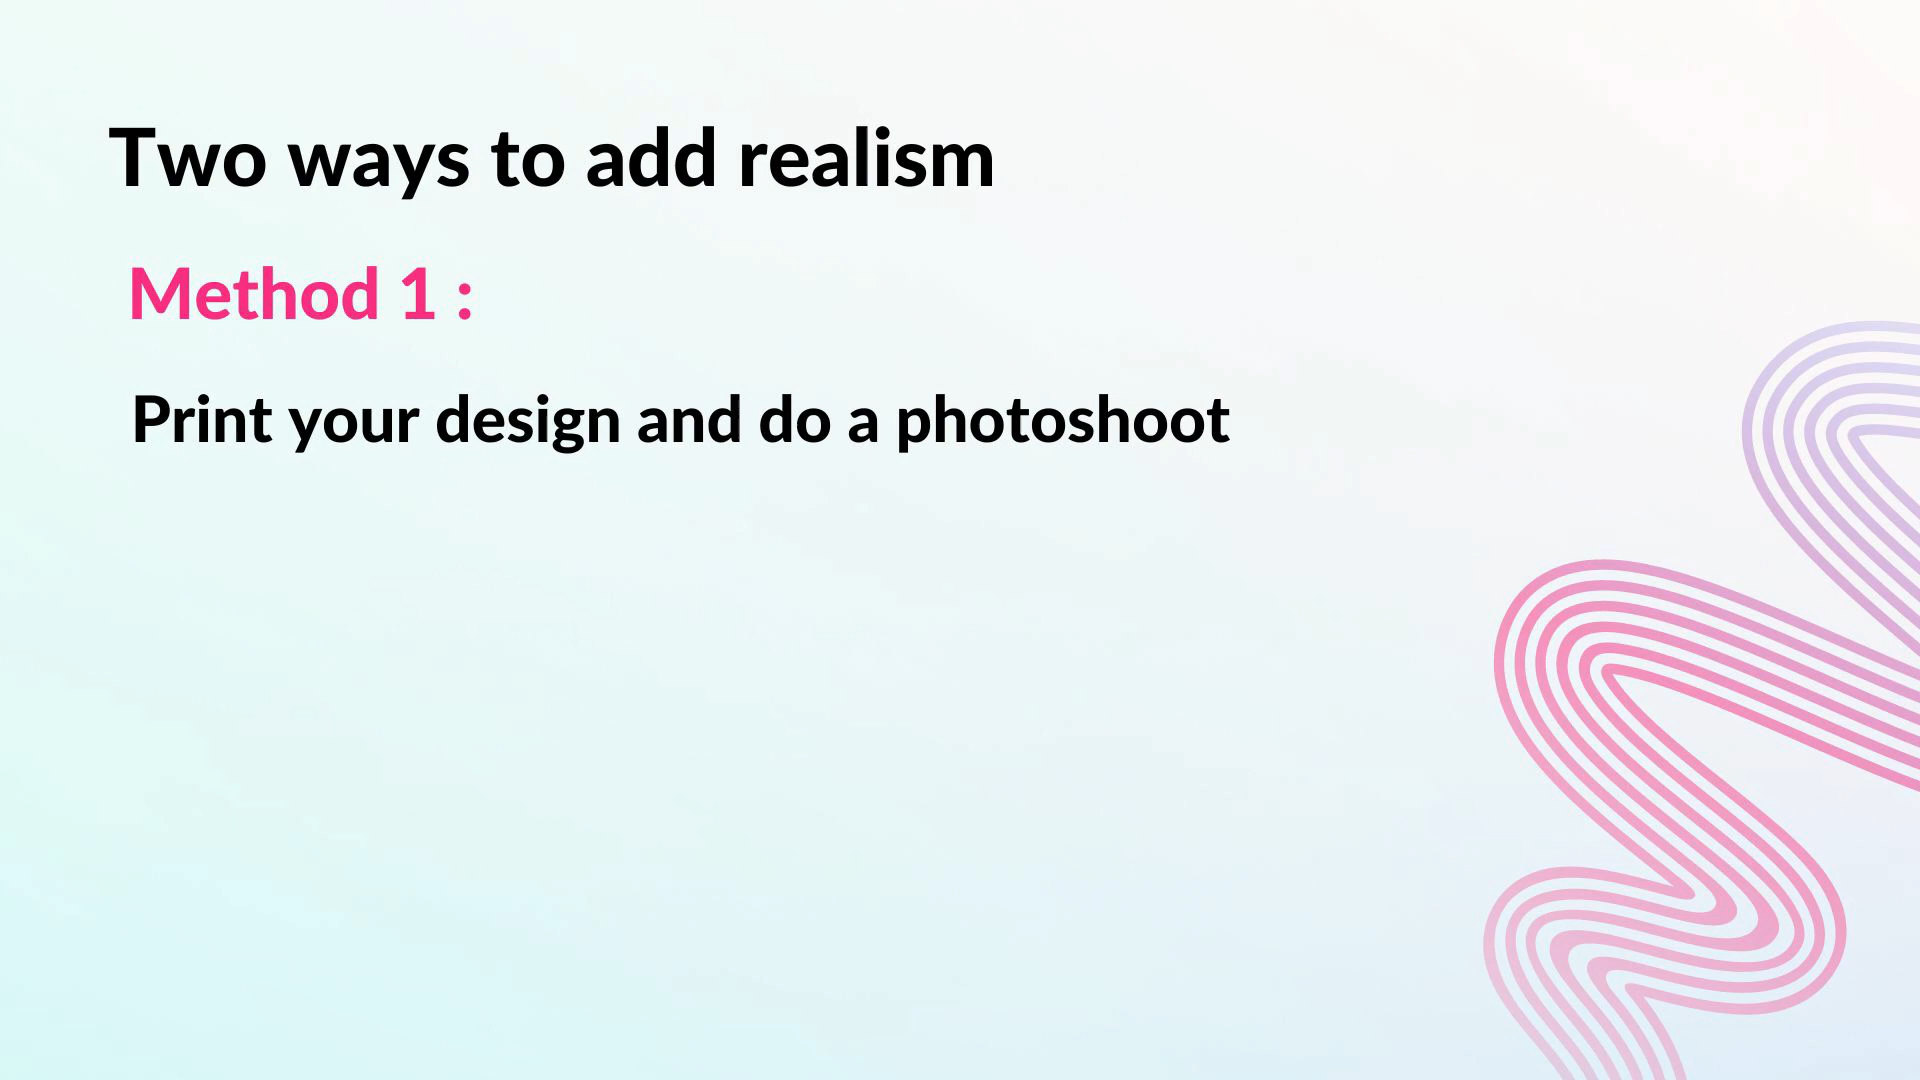 Two ways to add realism
Method 1 :
Print your design and do a photoshoot